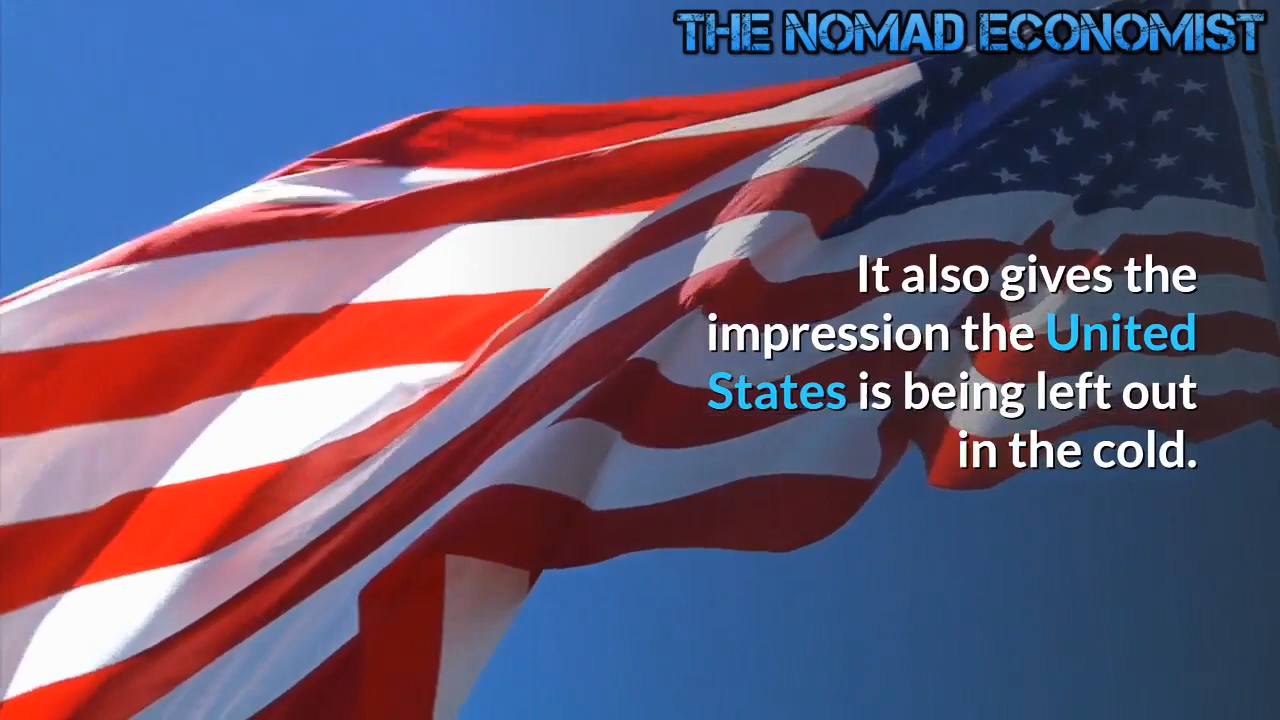 THE NOMAD ECONOMIST
It also gives the
impression the United
States is being left out
in the cold.